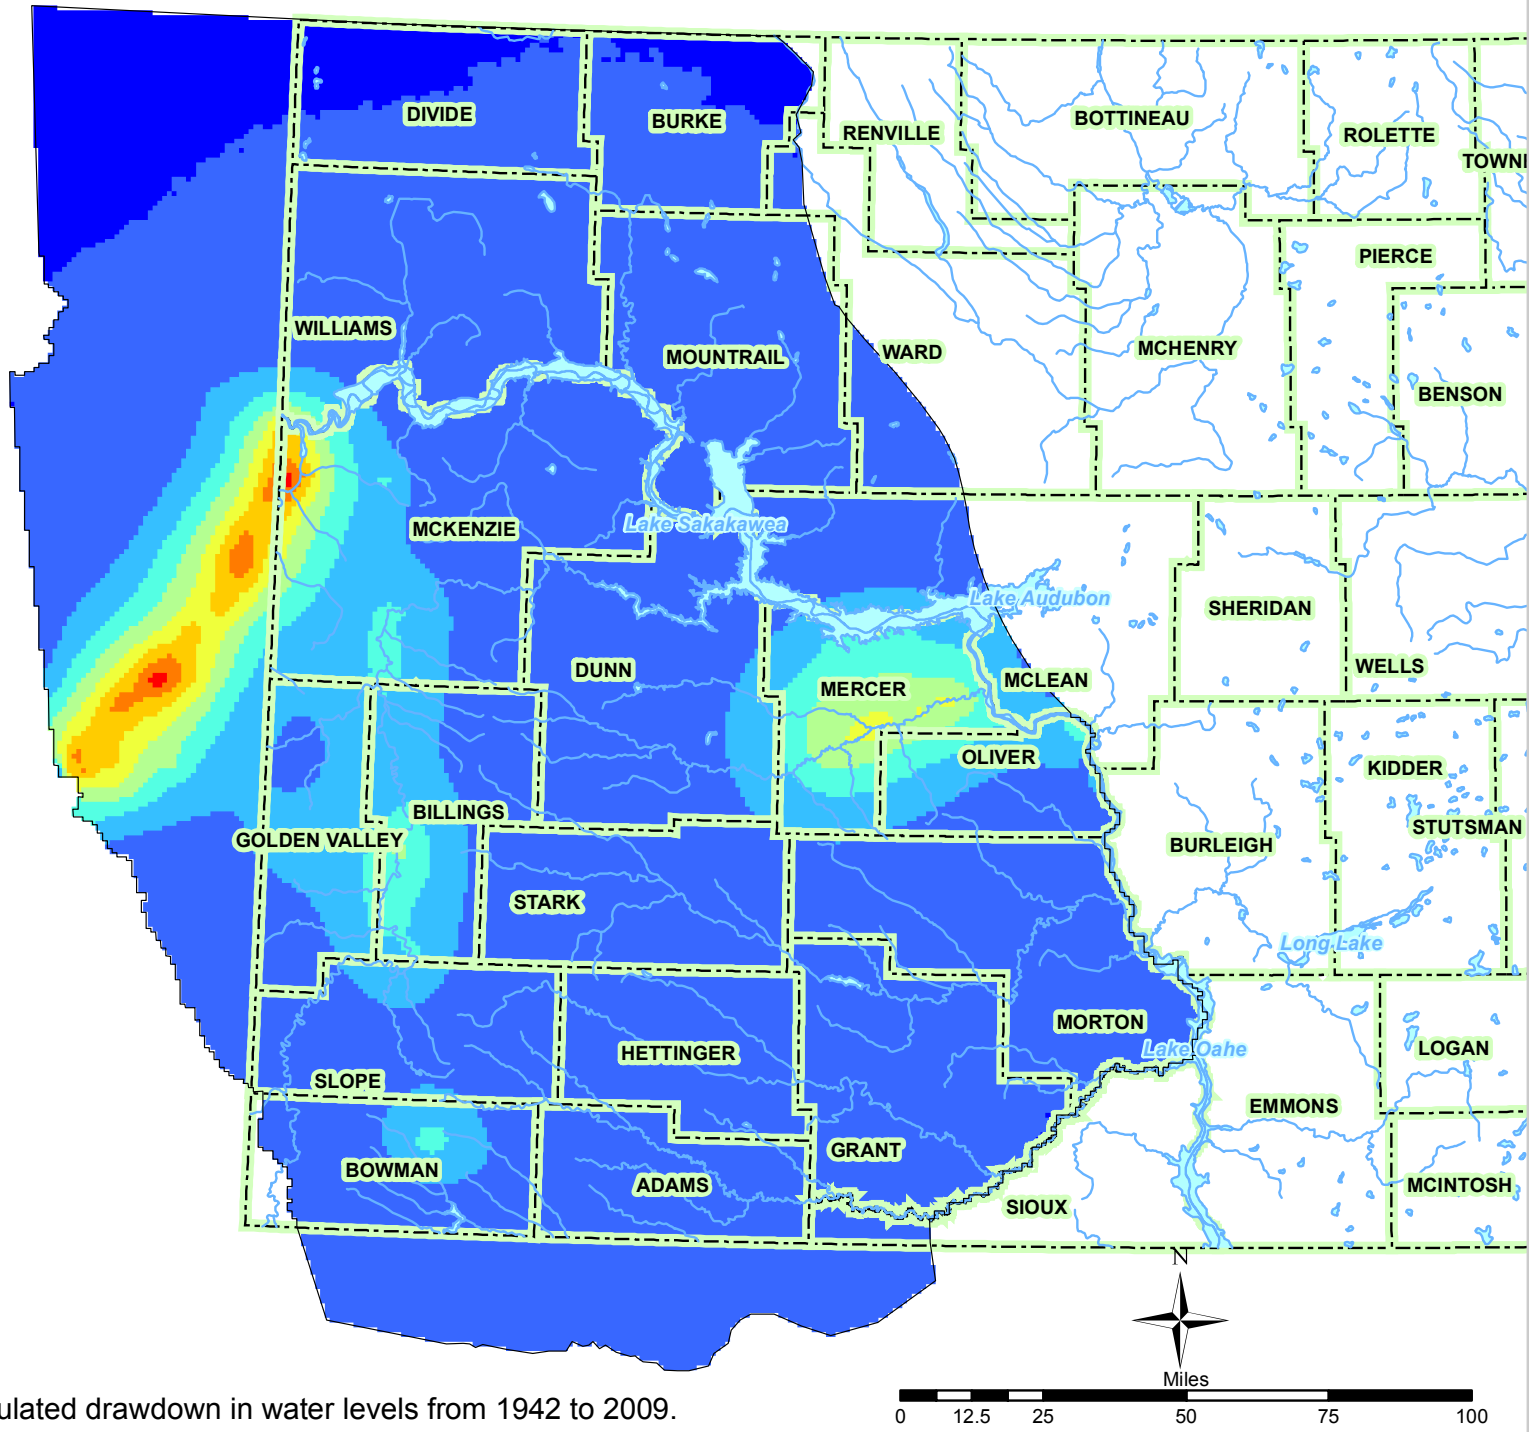 DIVIDE
BURKE
RENVILLE
BOTTINEAU
ROLETTE
PIERCE
WILLIAMS
MOUNTRAIL
WARD
MCHENRY
BENSON
MCKENZIE
Lake Sakakawea
Lake Audubon
SHERIDAN
DUNN
MERCER
MCLEAN
WELLS
OLIVER
KIDDER
BILLINGS
GOLDEN VALLEY
STUTSMAN
BURLEIGH
STARK
Long Lake
MORTON
HETTINGER
Lake Oahe
LOGAN
SLOPE
EMMONS
GRANT
BOWMAN
ADAMS
MCINTOSH
SIOUX
N
Miles
0 12.5 25 50 75 100
drawdown in water levels from 1942 to 2009.